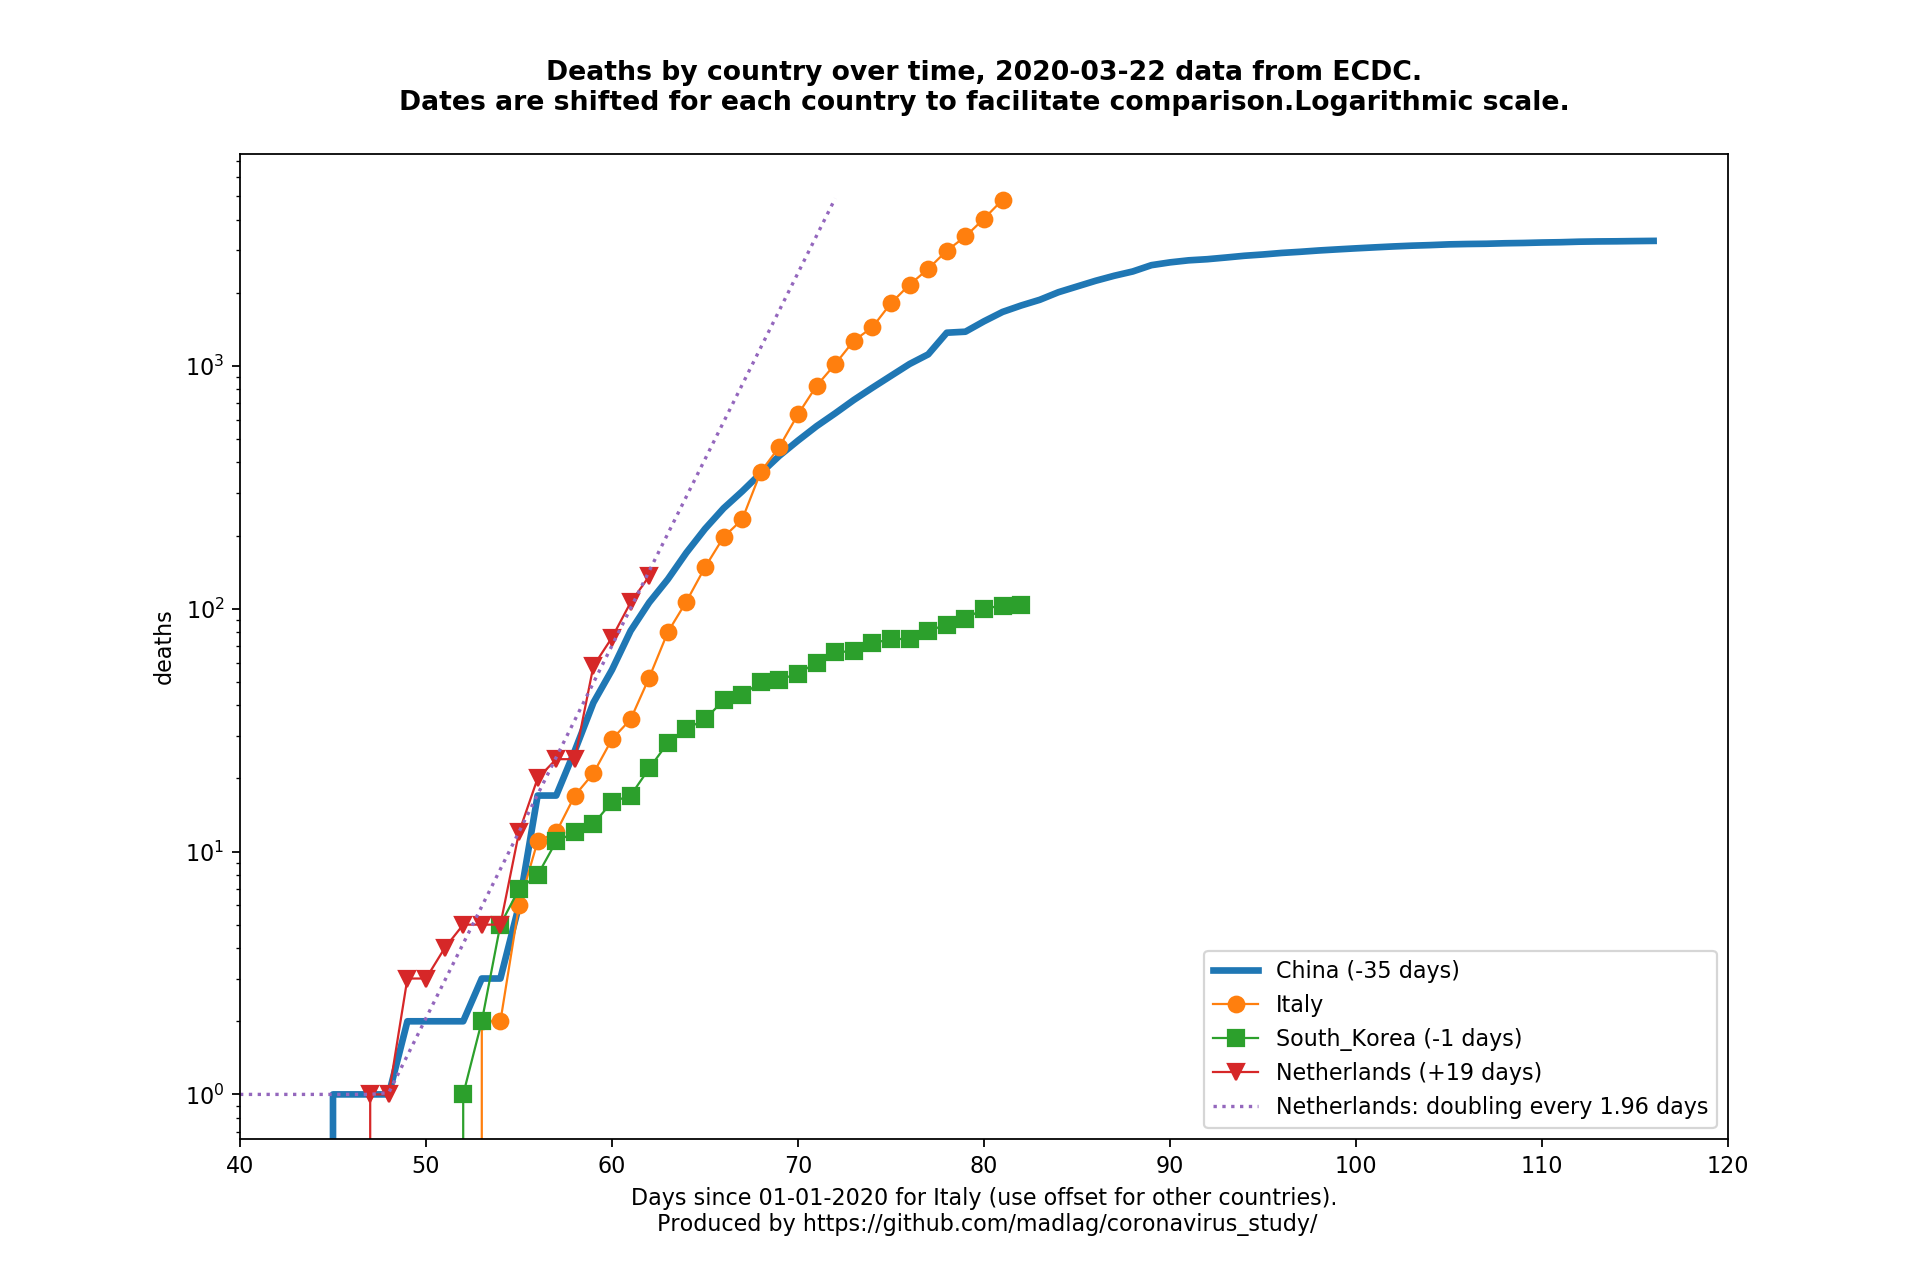 Deaths by country over time, 2020-03-22 data from ECDC.
Dates are shifted for each country to facilitate comparison.Logarithmic scale.
deaths
10³
10²
10¹
10⁰
China (-35 days)
Italy
South_Korea (-1 days)
Netherlands (+19 days)
Netherlands: doubling every 1.96 days
40 50 60 70 80 90 100 110 120
Days since 01-01-2020 for Italy (use offset for other countries).
Produced by https://github.com/madlag/coronavirus_study/